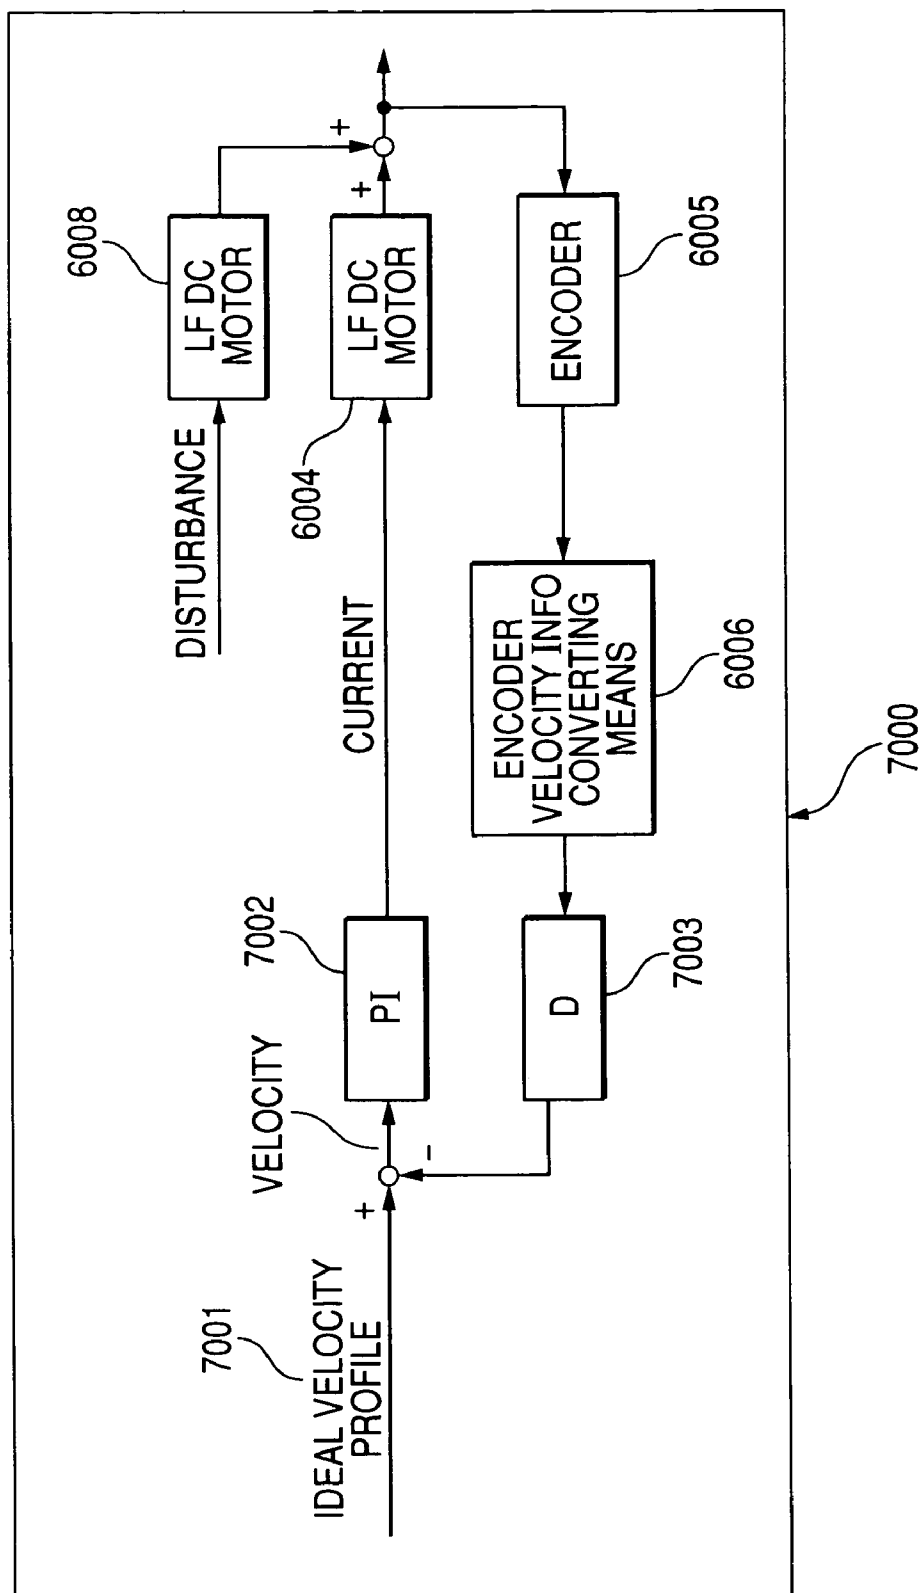 7001
IDEAL VELOCITY
PROFILE
+
-
VELOCITY
7002
PI
CURRENT
DISTURBANCE
6008
LF DC
MOTOR
6004
LF DC
MOTOR
+
+
ENCODER
6005
ENCODER
VELOCITY INFO
CONVERTING
MEANS
6006
D
7003
7000